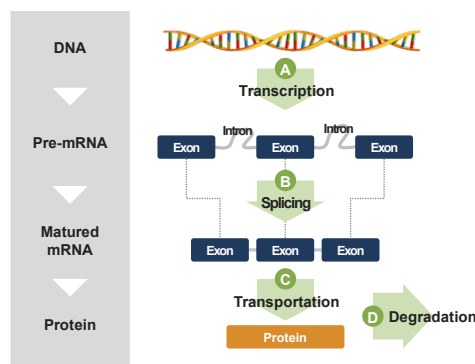 DNA
A
Transcription
Pre-mRNA
Exon Intron Exon Intron Exon
B
Splicing
Matured
mRNA
Exon Exon Exon
C
Transportation
D Degradation
Protein
Protein